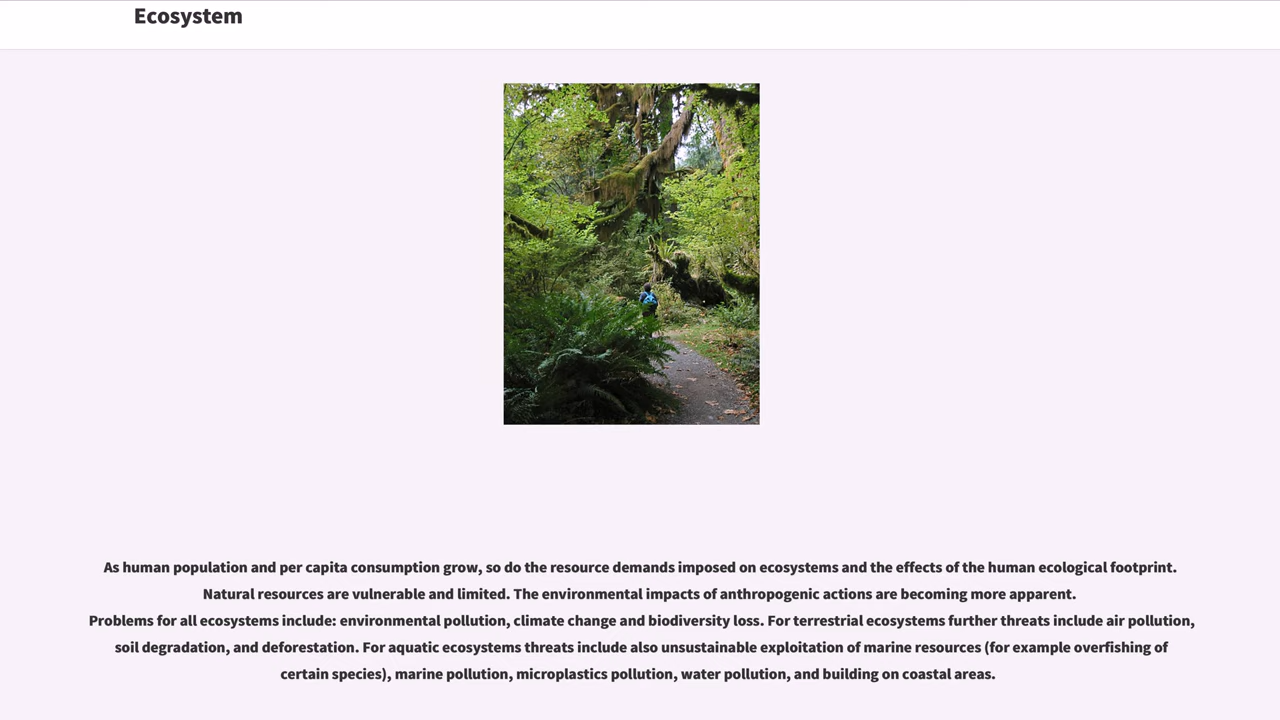 Ecosystem
As human population and per capita consumption grow, so do the resource demands imposed on ecosystems and the effects of the human ecological footprint.
Natural resources are vulnerable and limited. The environmental impacts of anthropogenic actions are becoming more apparent.
Problems for all ecosystems include: environmental pollution, climate change and biodiversity loss. For terrestrial ecosystems further threats include air pollution,
soil degradation, and deforestation. For aquatic ecosystems threats include also unsustainable exploitation of marine resources (for example overfishing of
certain species), marine pollution, microplastics pollution, water pollution, and building on coastal areas.